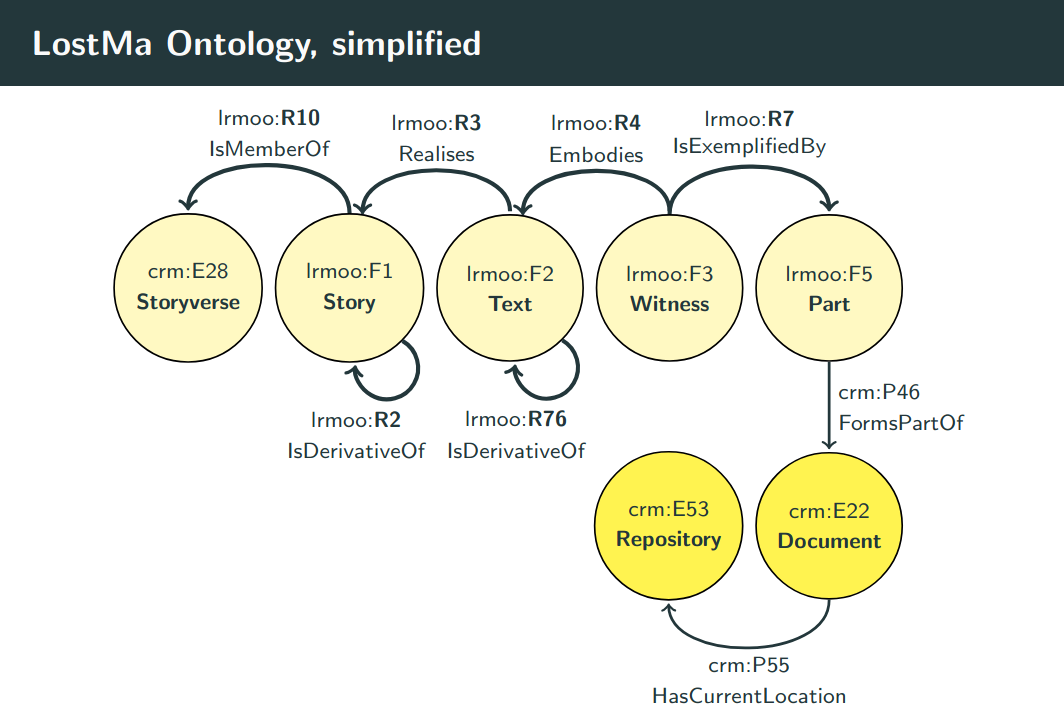 LostMa Ontology, simplified
lrmoo:R10
IsMemberOf
lrmoo:R3
Realises
lrmoo:R4
Embodies
lrmoo:R7
IsExemplifiedBy
crm:E28
Storyverse
lrmoo:F1
Story
lrmoo:F2
Text
lrmoo:F3
Witness
lrmoo:F5
Part
lrmoo:R2
IsDerivativeOf
lrmoo:R76
IsDerivativeOf
crm:P46
FormsPartOf
crm:E53
Repository
crm:E22
Document
crm:P55
HasCurrentLocation